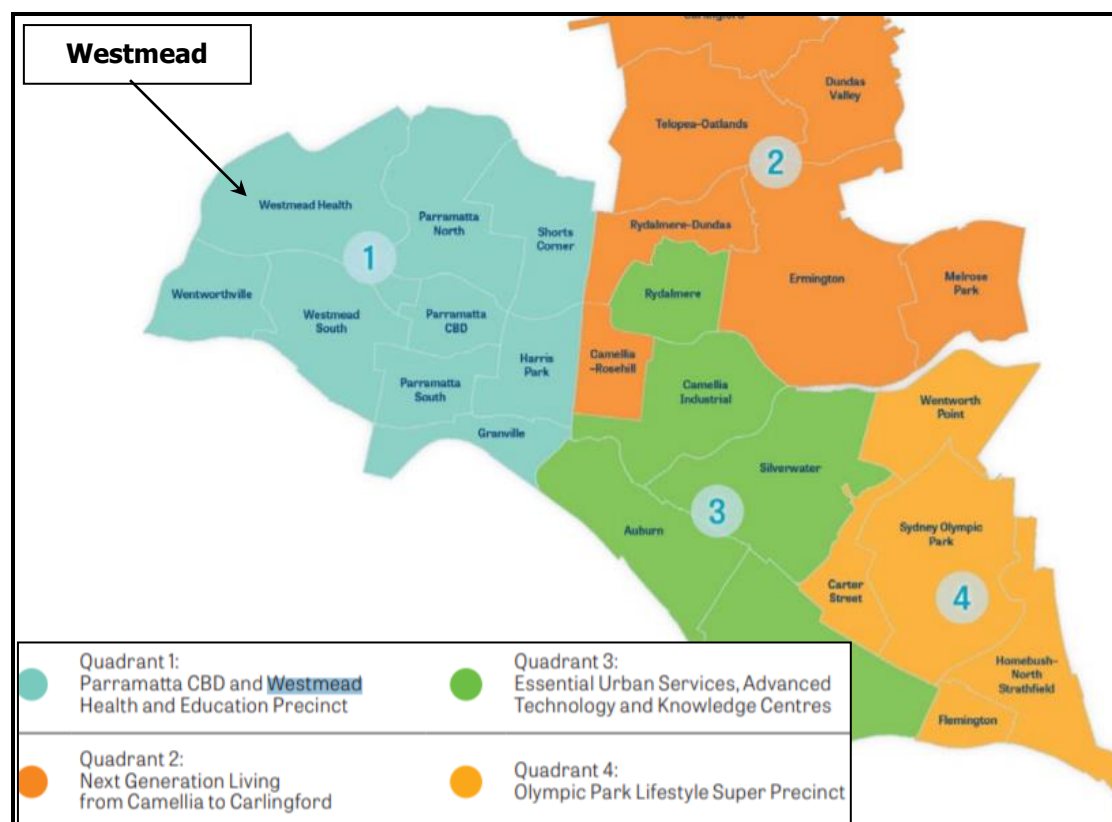 Westmead
Carlingford
Dundas
Valley
Telopea-Oatlands
2
Westmead Health
Parramatta
North
Shorts
Corner
Rydalmere-Dundas
1
Ermington
Melrose
Park
Wentworthville
Westmead
South
Parramatta
CBD
Rydalmere
Harris
Park
Camellia
-Rosehill
Parramatta
South
Camellia
Industrial
Wentworth
Point
Granville
Silverwater
3
Auburn
Sydney Olympic
Park
Carter
Street
4
Homebush-
North
Strathfield
Flemington
Quadrant 1:
Parramatta CBD and Westmead
Health and Education Precinct
Quadrant 3:
Essential Urban Services, Advanced
Technology and Knowledge Centres
Quadrant 2:
Next Generation Living
from Camellia to Carlingford
Quadrant 4:
Olympic Park Lifestyle Super Precinct